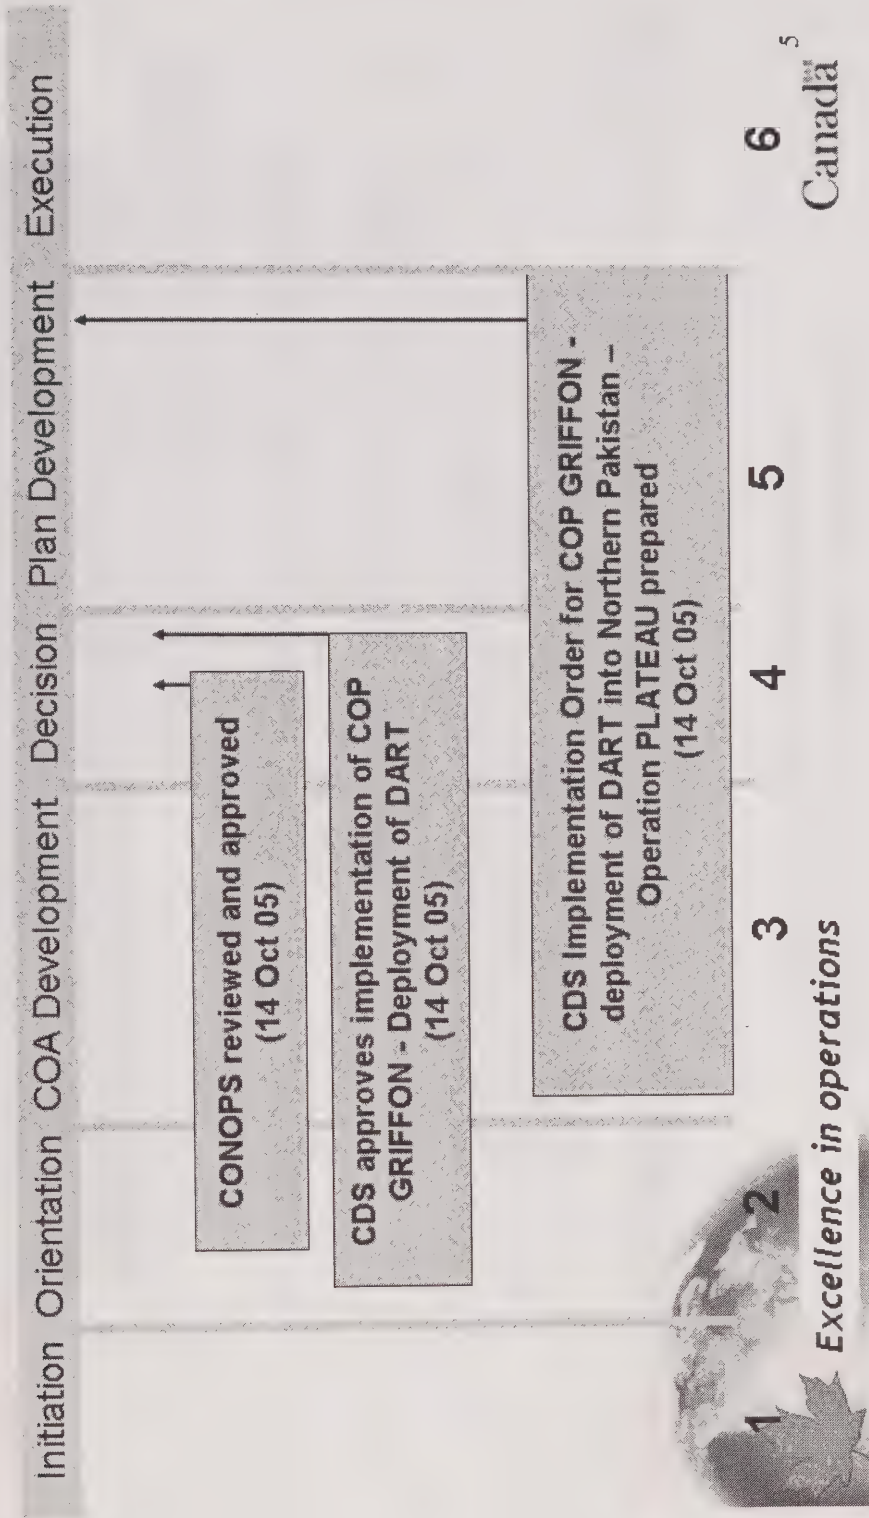 Initiation Orientation COA Development Decision Plan Development Execution
CONOPS reviewed and approved
(14 Oct 05)
CDS approves implementation of COP
GRIFFON - Deployment of DART
(14 Oct 05)
CDS Implementation Order for COP GRIFFON -
deployment of DART into Northern Pakistan –
Operation PLATEAU prepared
(14 Oct 05)
1 2 3 4 5 6
Excellence in operations
Canada
5